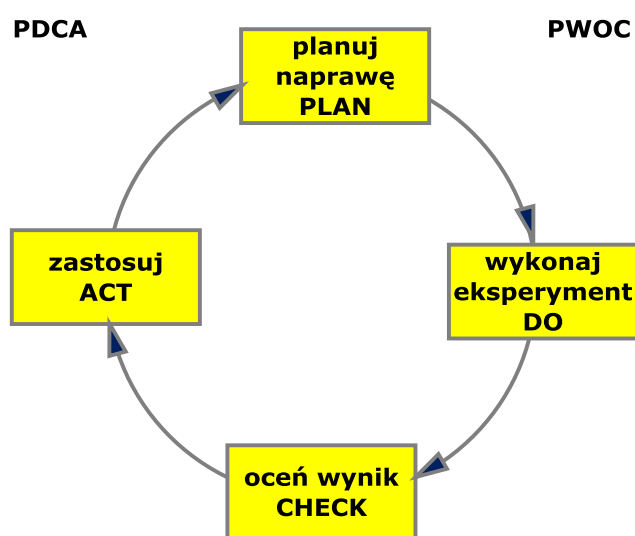 PDCA
PWOC
planuj
naprawę
PLAN
wykonaj
eksperyment
DO
oceń wynik
CHECK
zastosuj
ACT